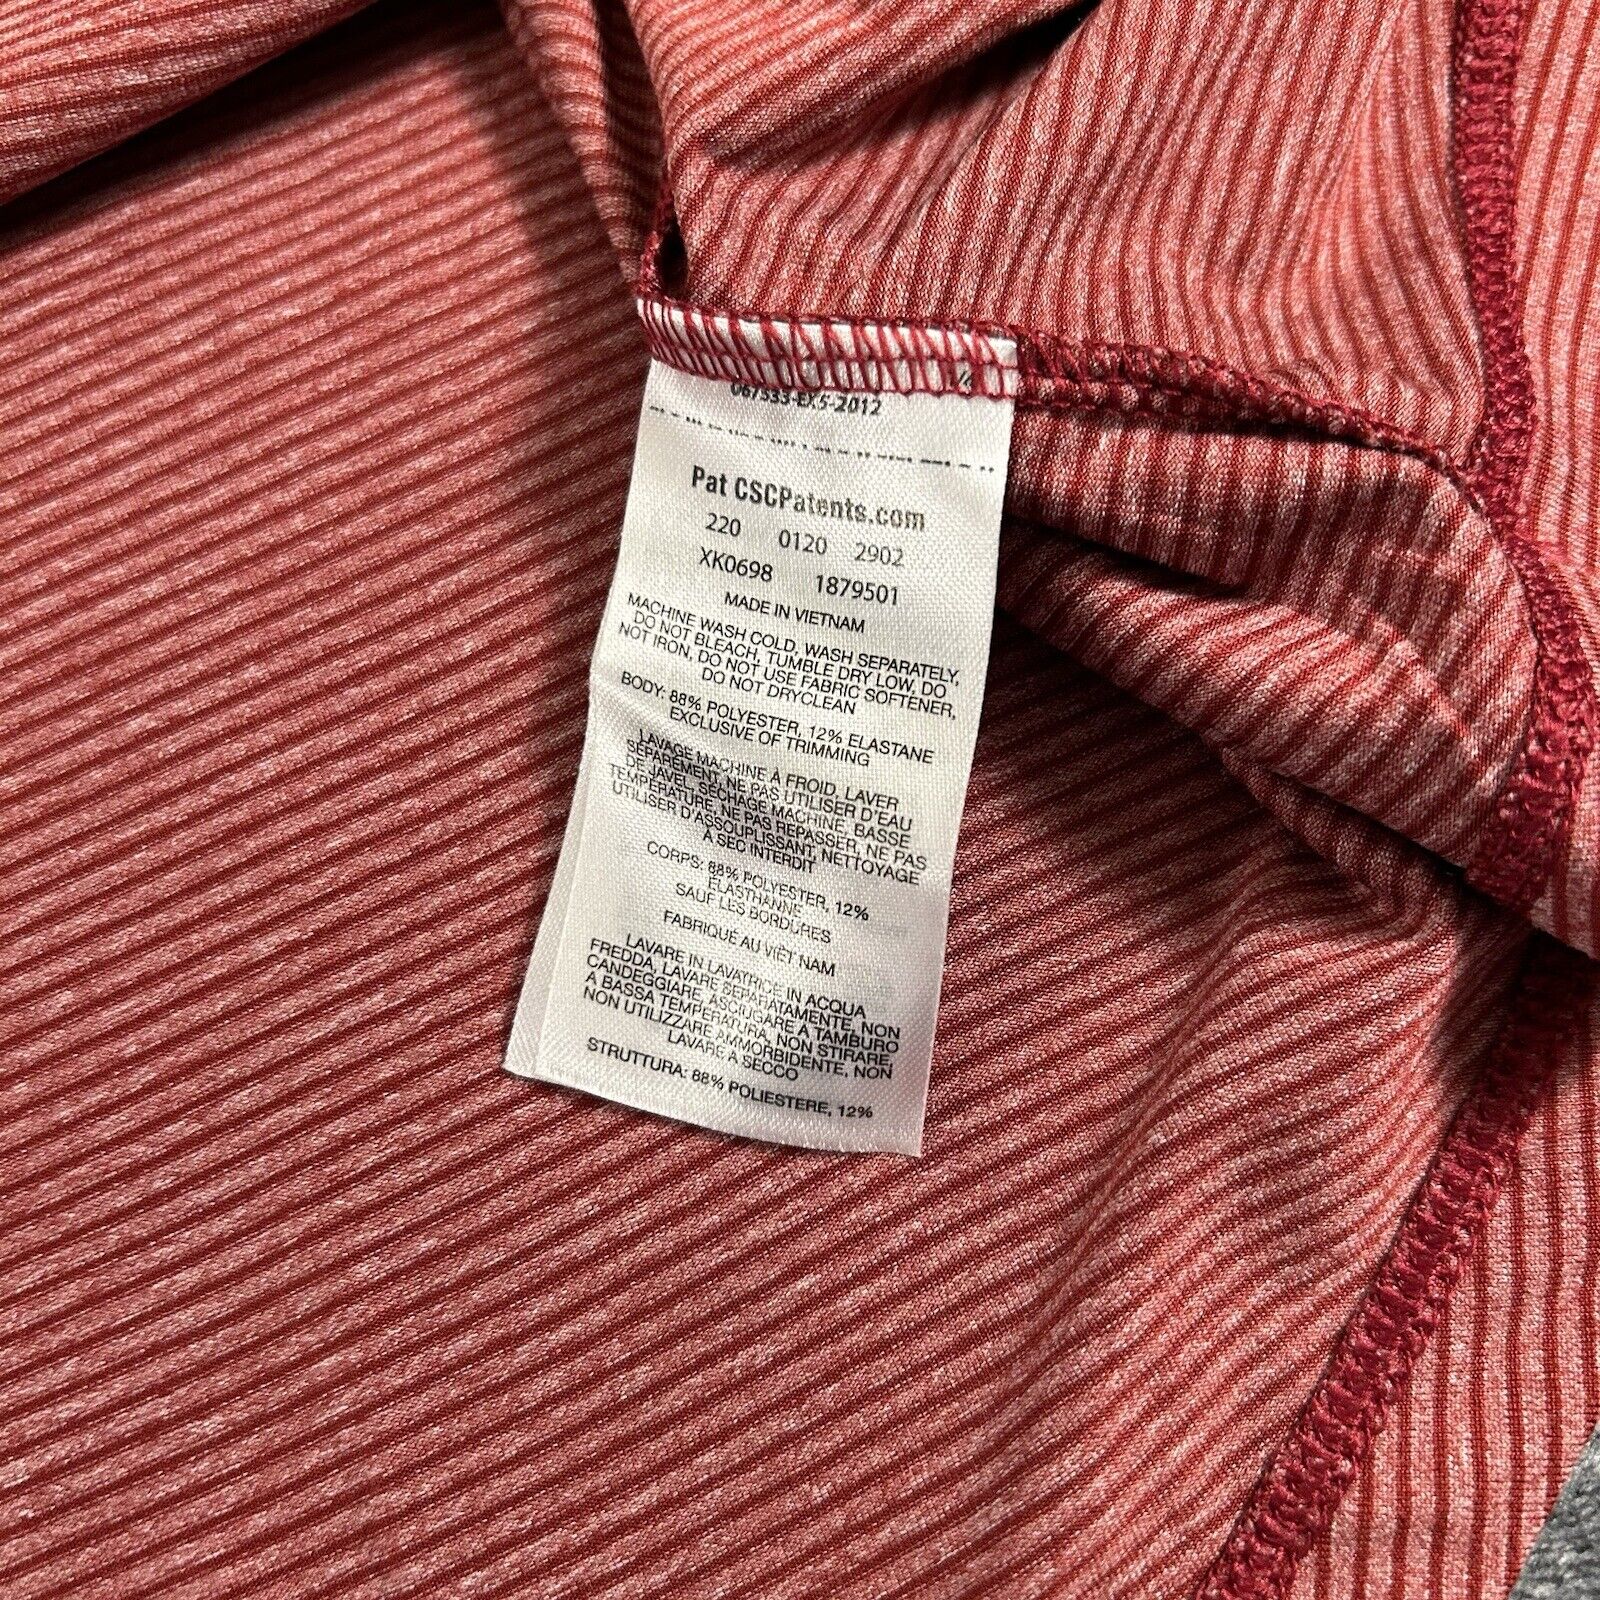 067533-EX.5-2012
Pat CSCPatents.com
220 0120 2902
XK0698 1879501
MADE IN VIETNAM
MACHINE WASH COLD, WASH SEPARATELY,
DO NOT BLEACH, TUMBLE DRY LOW, DO
NOT IRON, DO NOT USE FABRIC SOFTENER,
DO NOT DRYCLEAN
BODY: 88% POLYESTER, 12% ELASTANE
EXCLUSIVE OF TRIMMING
LAVAGE MACHINE À FROID, LAVER
SÉPARÉMENT, NE PAS UTILISER D'EAU
DE JAVEL, SÉCHAGE MACHINE, BASSE
TEMPÉRATURE, NE PAS REPASSER, NE PAS
UTILISER D'ASSOUPLISSANT, NETTOYAGE
À SEC INTERDIT
CORPS: 88% POLYESTER, 12%
ÉLASTHANNE
SAUF LES BORDURES
FABRIQUÉ AU VIÊT NAM
LAVARE IN LAVATRICE IN ACQUA
FREDDA, LAVARE SEPARATAMENTE, NON
CANDEGGIARE, ASCIUGARE A TAMBURO
A BASSA TEMPERATURA, NON STIRARE,
NON UTILIZZARE AMMORBIDENTE, NON
LAVARE A SECCO
STRUTTURA: 88% POLIESTERE, 12%